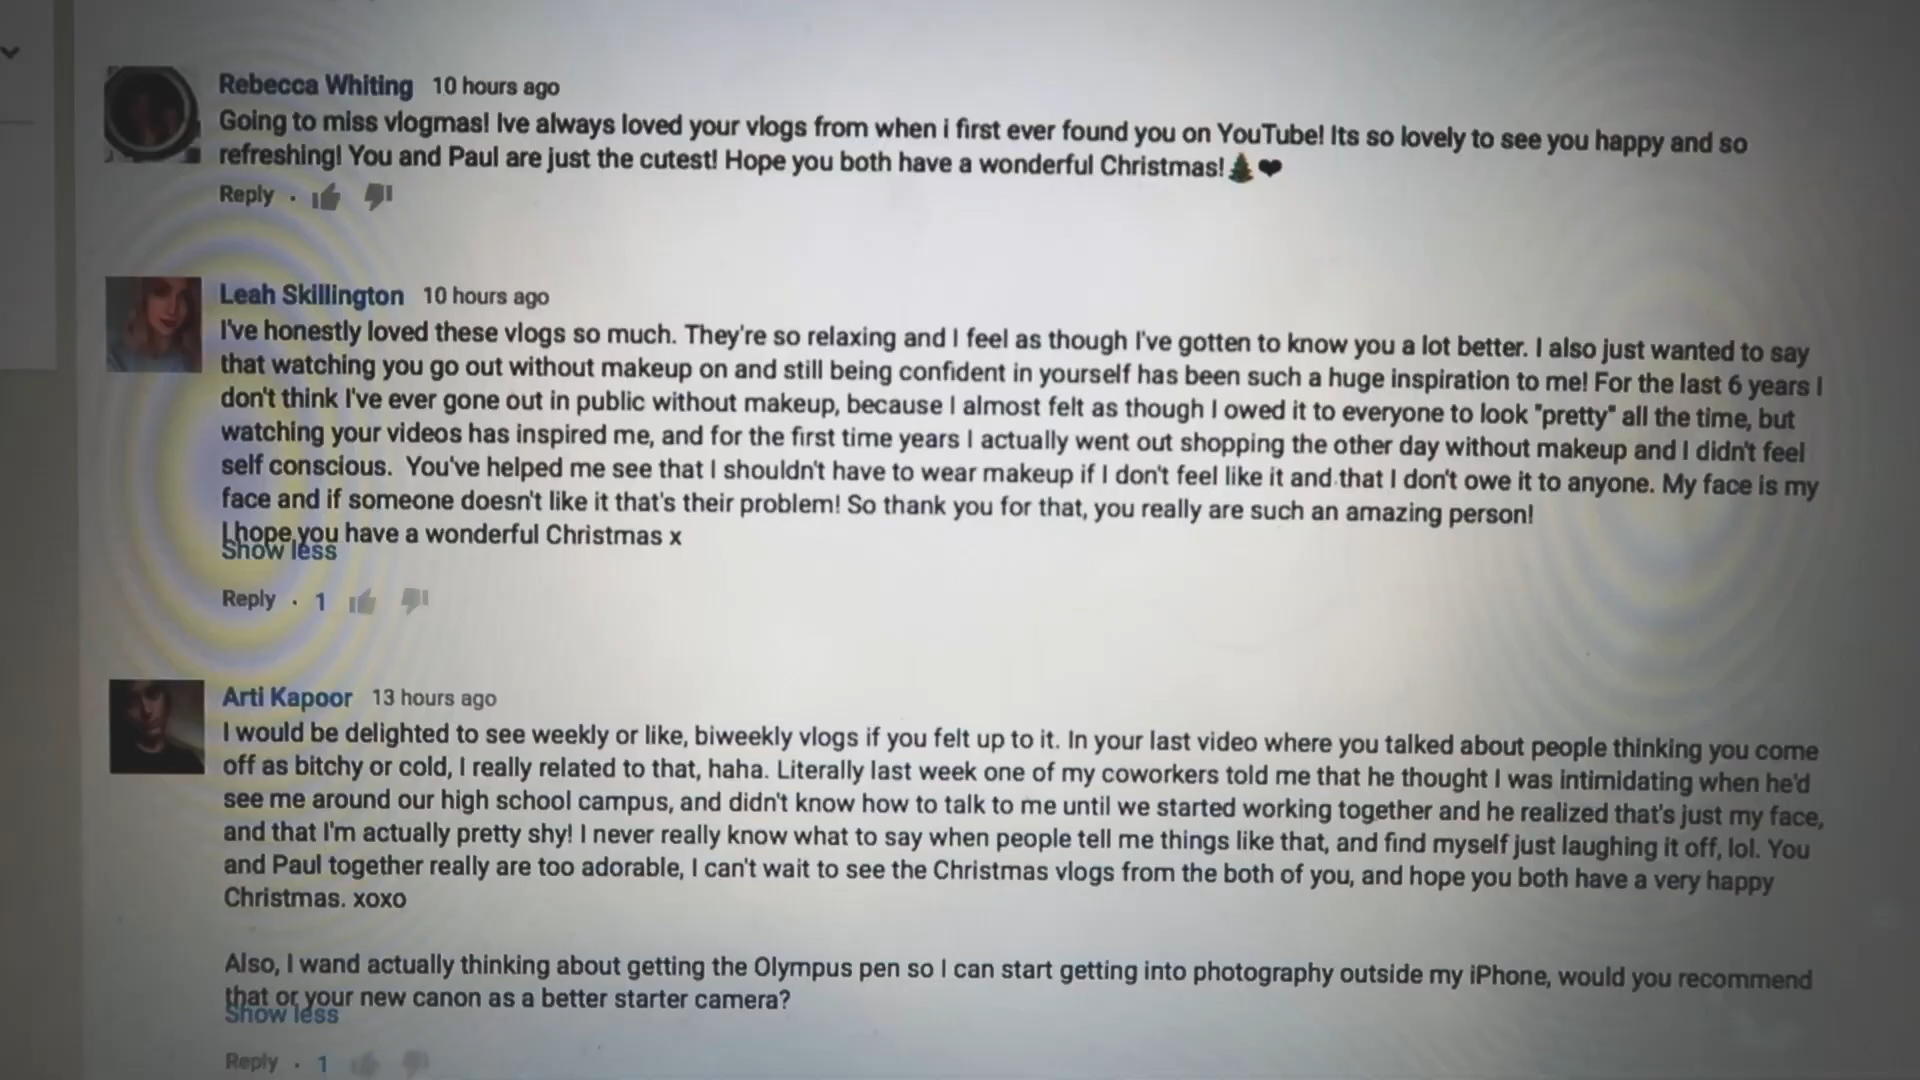 Rebecca Whiting 10 hours ago
Going to miss vlogmas! Ive always loved your vlogs from when i first ever found you on YouTube! Its so lovely to see you happy and so
refreshing! You and Paul are just the cutest! Hope you both have a wonderful Christmas!🎄❤
Reply ·
Leah Skillington 10 hours ago
I've honestly loved these vlogs so much. They're so relaxing and I feel as though I've gotten to know you a lot better. I also just wanted to say
that watching you go out without makeup on and still being confident in yourself has been such a huge inspiration to me! For the last 6 years I
don't think I've ever gone out in public without makeup, because I almost felt as though I owed it to everyone to look "pretty" all the time, but
watching your videos has inspired me, and for the first time years I actually went out shopping the other day without makeup and I didn't feel
self conscious. You've helped me see that I shouldn't have to wear makeup if I don't feel like it and that I don't owe it to anyone. My face is my
face and if someone doesn't like it that's their problem! So thank you for that, you really are such an amazing person!
I hope you have a wonderful Christmas x
Show less
Reply · 1
Arti Kapoor 13 hours ago
I would be delighted to see weekly or like, biweekly vlogs if you felt up to it. In your last video where you talked about people thinking you come
off as bitchy or cold, I really related to that, haha. Literally last week one of my coworkers told me that he thought I was intimidating when he'd
see me around our high school campus, and didn't know how to talk to me until we started working together and he realized that's just my face,
and that I'm actually pretty shy! I never really know what to say when people tell me things like that, and find myself just laughing it off, lol. You
and Paul together really are too adorable, I can't wait to see the Christmas vlogs from the both of you, and hope you both have a very happy
Christmas. xoxo
Also, I wand actually thinking about getting the Olympus pen so I can start getting into photography outside my iPhone, would you recommend
that or your new canon as a better starter camera?
Show less
Reply · 1